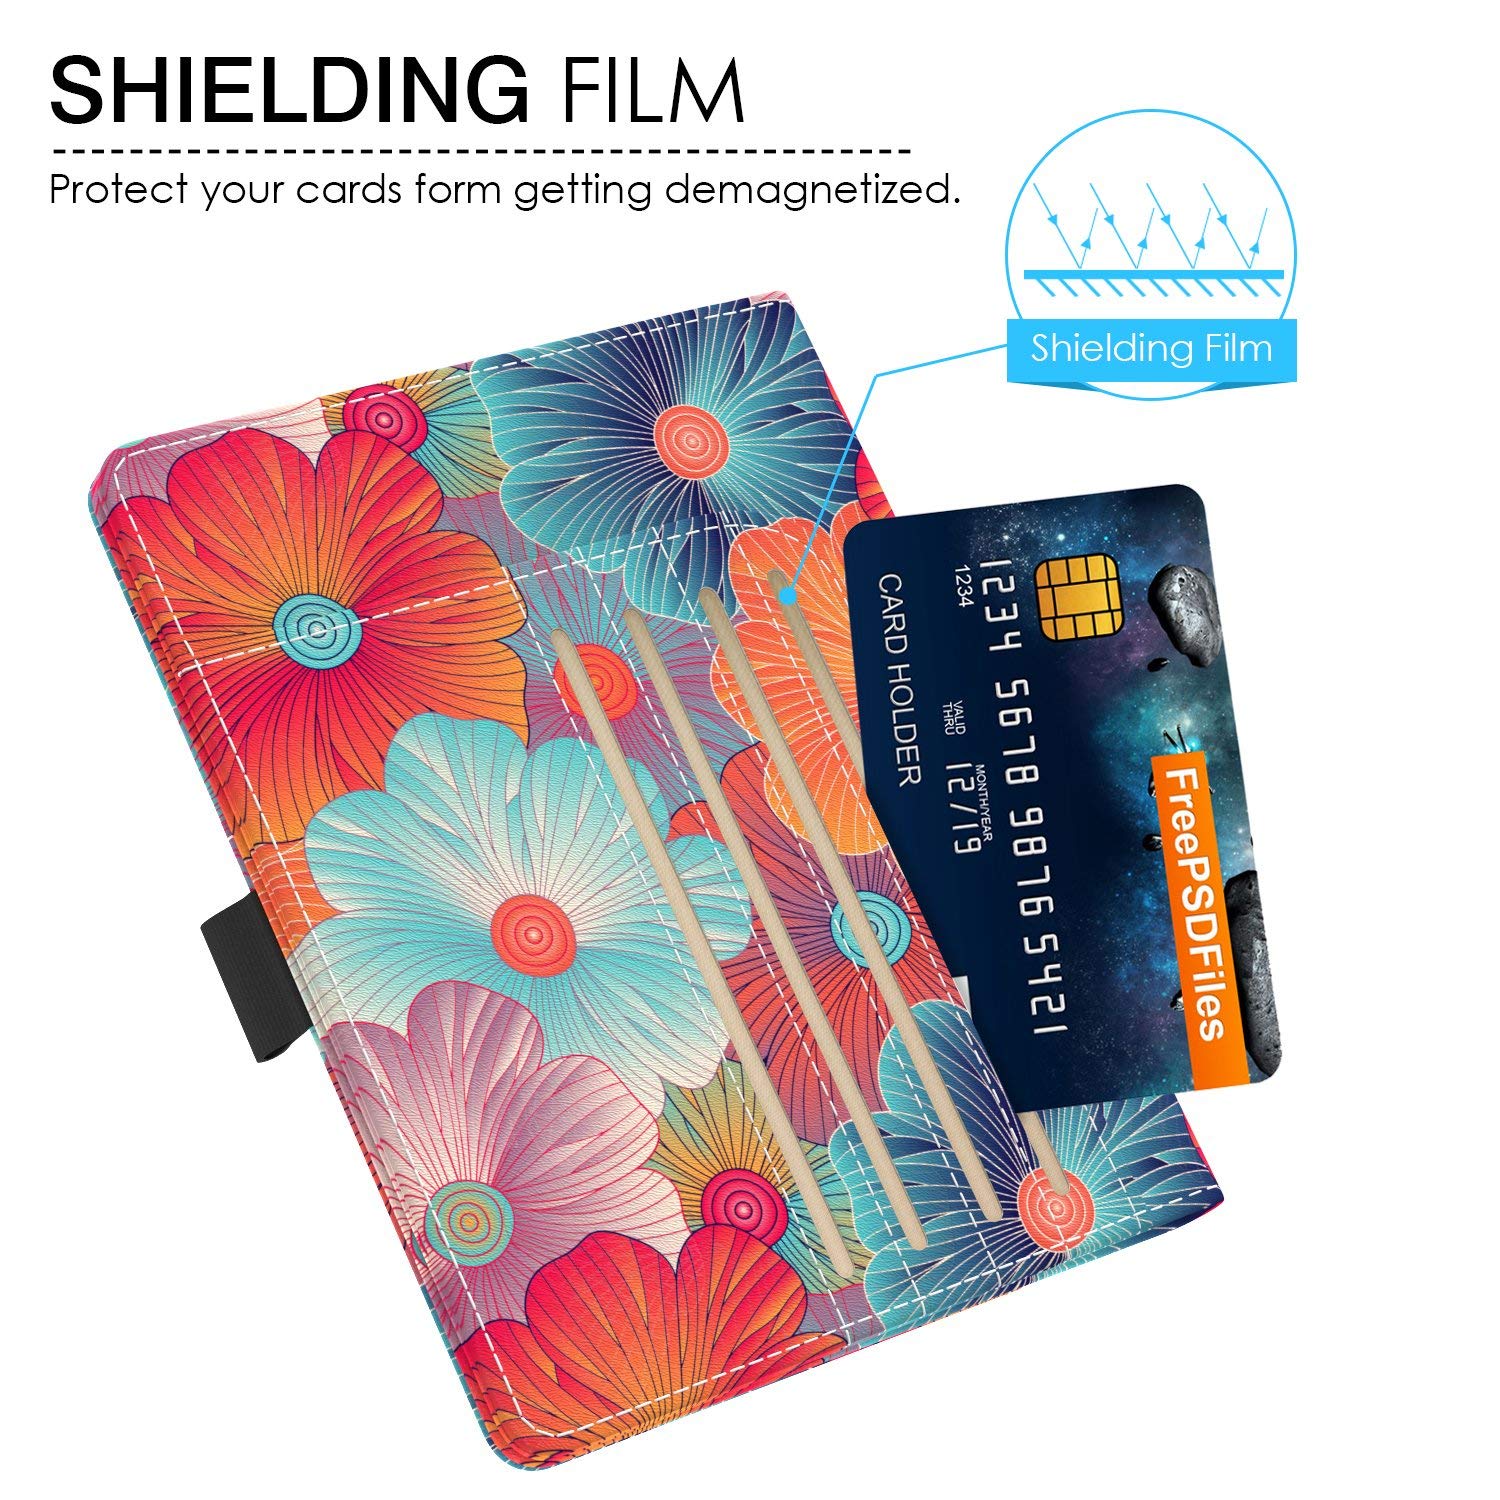 SHIELDING FILM
Protect your cards form getting demagnetized.
Shielding Film
CARD HOLDER
1234
1234 5678 9876 5421
VALID
THRU
MONTH/YEAR
12/19
FreePSDFiles